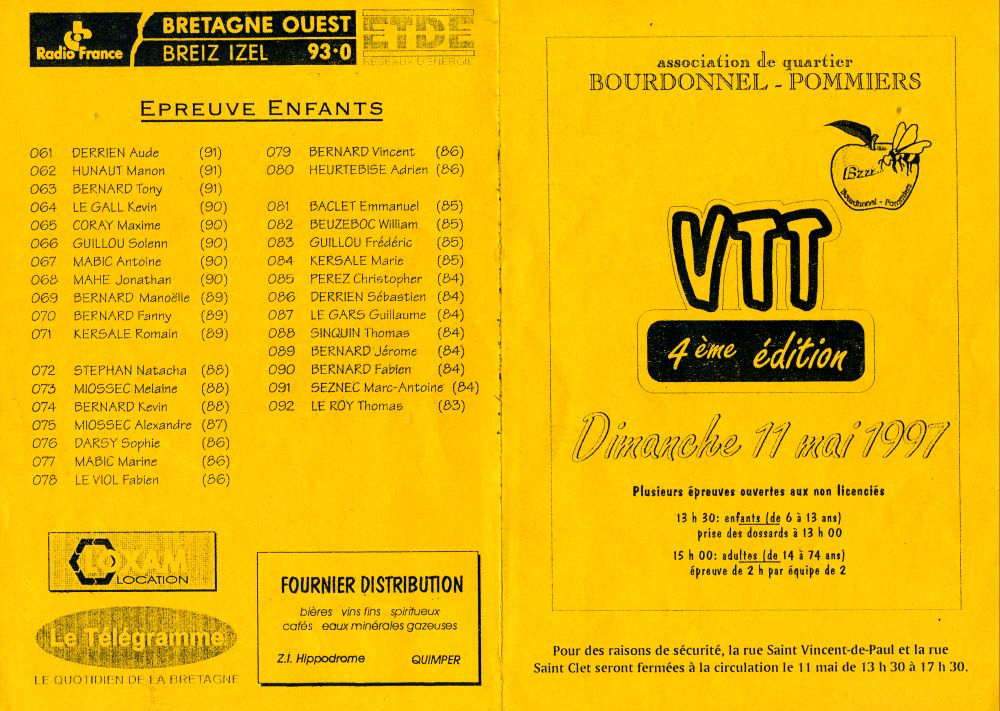 Radio France
BRETAGNE OUEST
BREIZ IZEL 93·0
ETDE
RESEAUX D'ENERGIE
EPREUVE ENFANTS
061 DERRIEN Aude (91)
062 HUNAUT Manon (91)
063 BERNARD Tony (91)
064 LE GALL Kevin (90)
065 CORAY Maxime (90)
066 GUILLOU Solenn (90)
067 MABIC Antoine (90)
068 MAHE Jonathan (90)
069 BERNARD Manoëlle (89)
070 BERNARD Fanny (89)
071 KERSALE Romain (89)
072 STEPHAN Natacha (88)
073 MIOSSEC Melaine (88)
074 BERNARD Kevin (88)
075 MIOSSEC Alexandre (87)
076 DARSY Sophie (86)
077 MABIC Marine (86)
078 LE VIOL Fabien (86)
079 BERNARD Vincent (86)
080 HEURTEBISE Adrien (86)
081 BACLET Emmanuel (85)
082 BEUZEBOC William (85)
083 GUILLOU Frédéric (85)
084 KERSALE Marie (85)
085 PEREZ Christopher (84)
086 DERRIEN Sébastien (84)
087 LE GARS Guillaume (84)
088 SINQUIN Thomas (84)
089 BERNARD Jérome (84)
090 BERNARD Fabien (84)
091 SEZNEC Marc-Antoine (84)
092 LE ROY Thomas (83)
LOXAM
LOCATION
Le Télégramme
LE QUOTIDIEN DE LA BRETAGNE
FOURNIER DISTRIBUTION
bières vins fins spiritueux
cafés eaux minérales gazeuses
Z.I. Hippodrome QUIMPER
association de quartier
BOURDONNEL - POMMIERS
Bzzz
Bourdonnel - Pommiers
VTT
4ème édition
Dimanche 11 mai 1997
Plusieurs épreuves ouvertes aux non licenciés
13 h 30: enfants (de 6 à 13 ans)
prise des dossards à 13 h 00
15 h 00: adultes (de 14 à 74 ans)
épreuve de 2 h par équipe de 2
Pour des raisons de sécurité, la rue Saint Vincent-de-Paul et la rue
Saint Clet seront fermées à la circulation le 11 mai de 13 h 30 à 17 h 30.